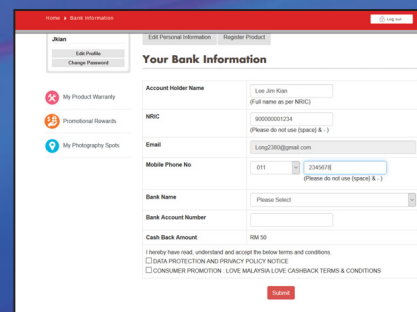 Home ▸ Bank Information
Log out
Jkian
Edit Profile
Change Password
My Product Warranty
Promotional Rewards
My Photography Spots
Edit Personal Information
Register Product
Your Bank Information
Account Holder Name
Lee Jim Kian
(Full name as per NRIC)
NRIC
900000001234
(Please do not use {space} & - )
Email
Long2380@gmail.com
Mobile Phone No
011
2345678
(Please do not use {space} & - )
Bank Name
Please Select
Bank Account Number
Cash Back Amount
RM 50
I hereby have read, understand and accept the below terms and conditions.
DATA PROTECTION AND PRIVACY POLICY NOTICE
CONSUMER PROMOTION : LOVE MALAYSIA LOVE CASHBACK TERMS & CONDITIONS
Submit